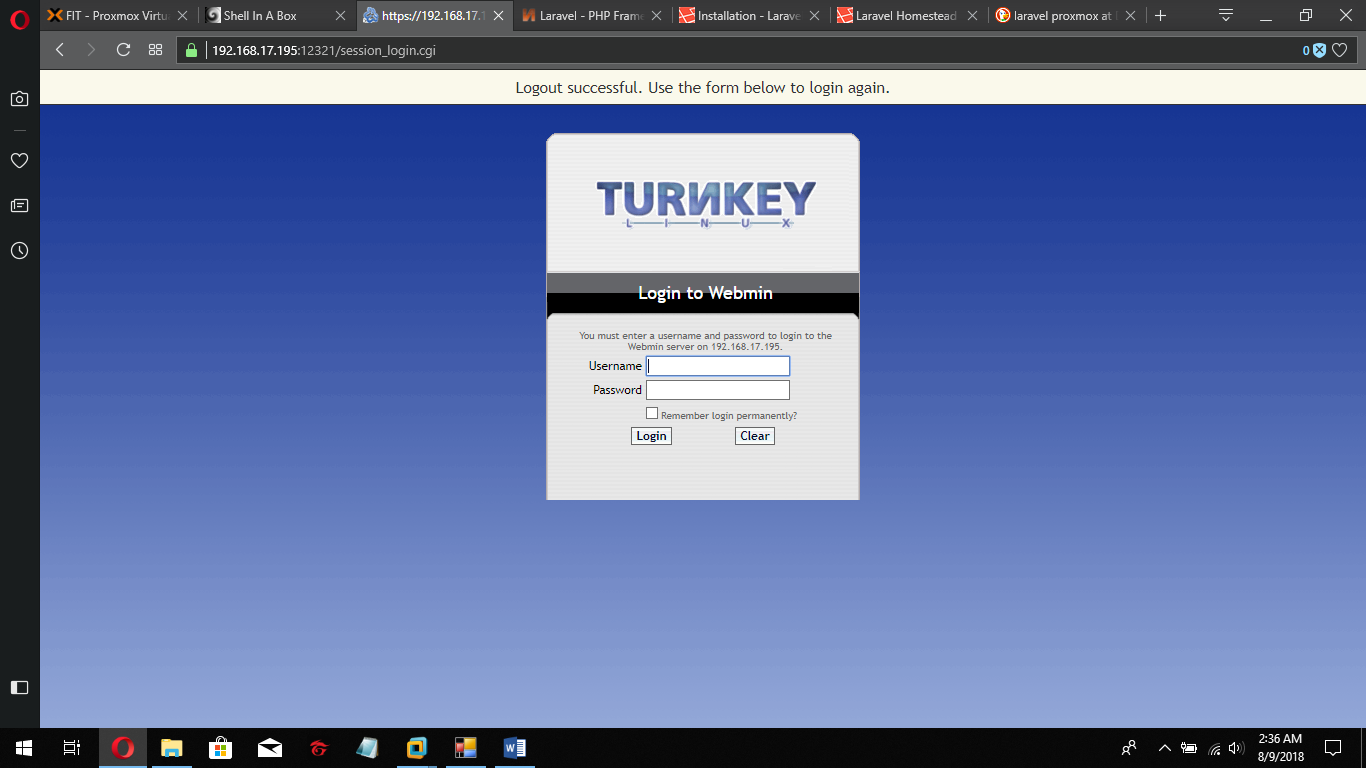 FIT - Proxmox Virtu
Shell In A Box
https://192.168.17.1
Laravel - PHP Fram
Installation - Larave
Laravel Homestead
laravel proxmox at
192.168.17.195:12321/session_login.cgi
0
Logout successful. Use the form below to login again.
TURNKEY
LINUX
Login to Webmin
You must enter a username and password to login to the
Webmin server on 192.168.17.195.
Username
Password
Remember login permanently?
Login
Clear
2:36 AM
8/9/2018